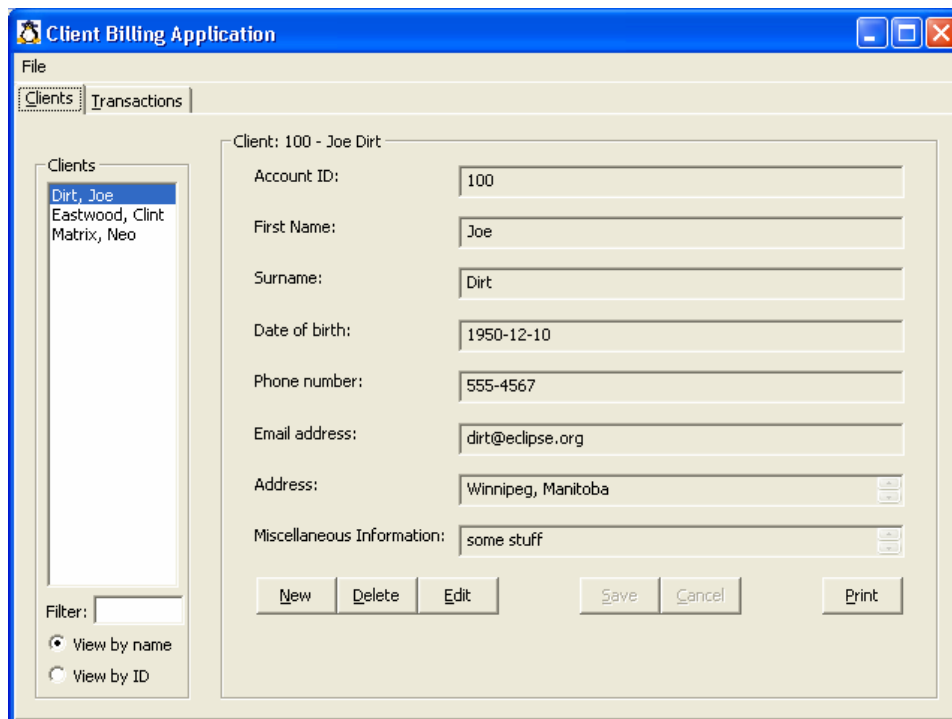 Client Billing Application
File
Clients Transactions
Clients
Dirt, Joe
Eastwood, Clint
Matrix, Neo
Filter:
View by name
View by ID
Client: 100 - Joe Dirt
Account ID: 100
First Name: Joe
Surname: Dirt
Date of birth: 1950-12-10
Phone number: 555-4567
Email address: dirt@eclipse.org
Address: Winnipeg, Manitoba
Miscellaneous Information: some stuff
New Delete Edit Save Cancel Print